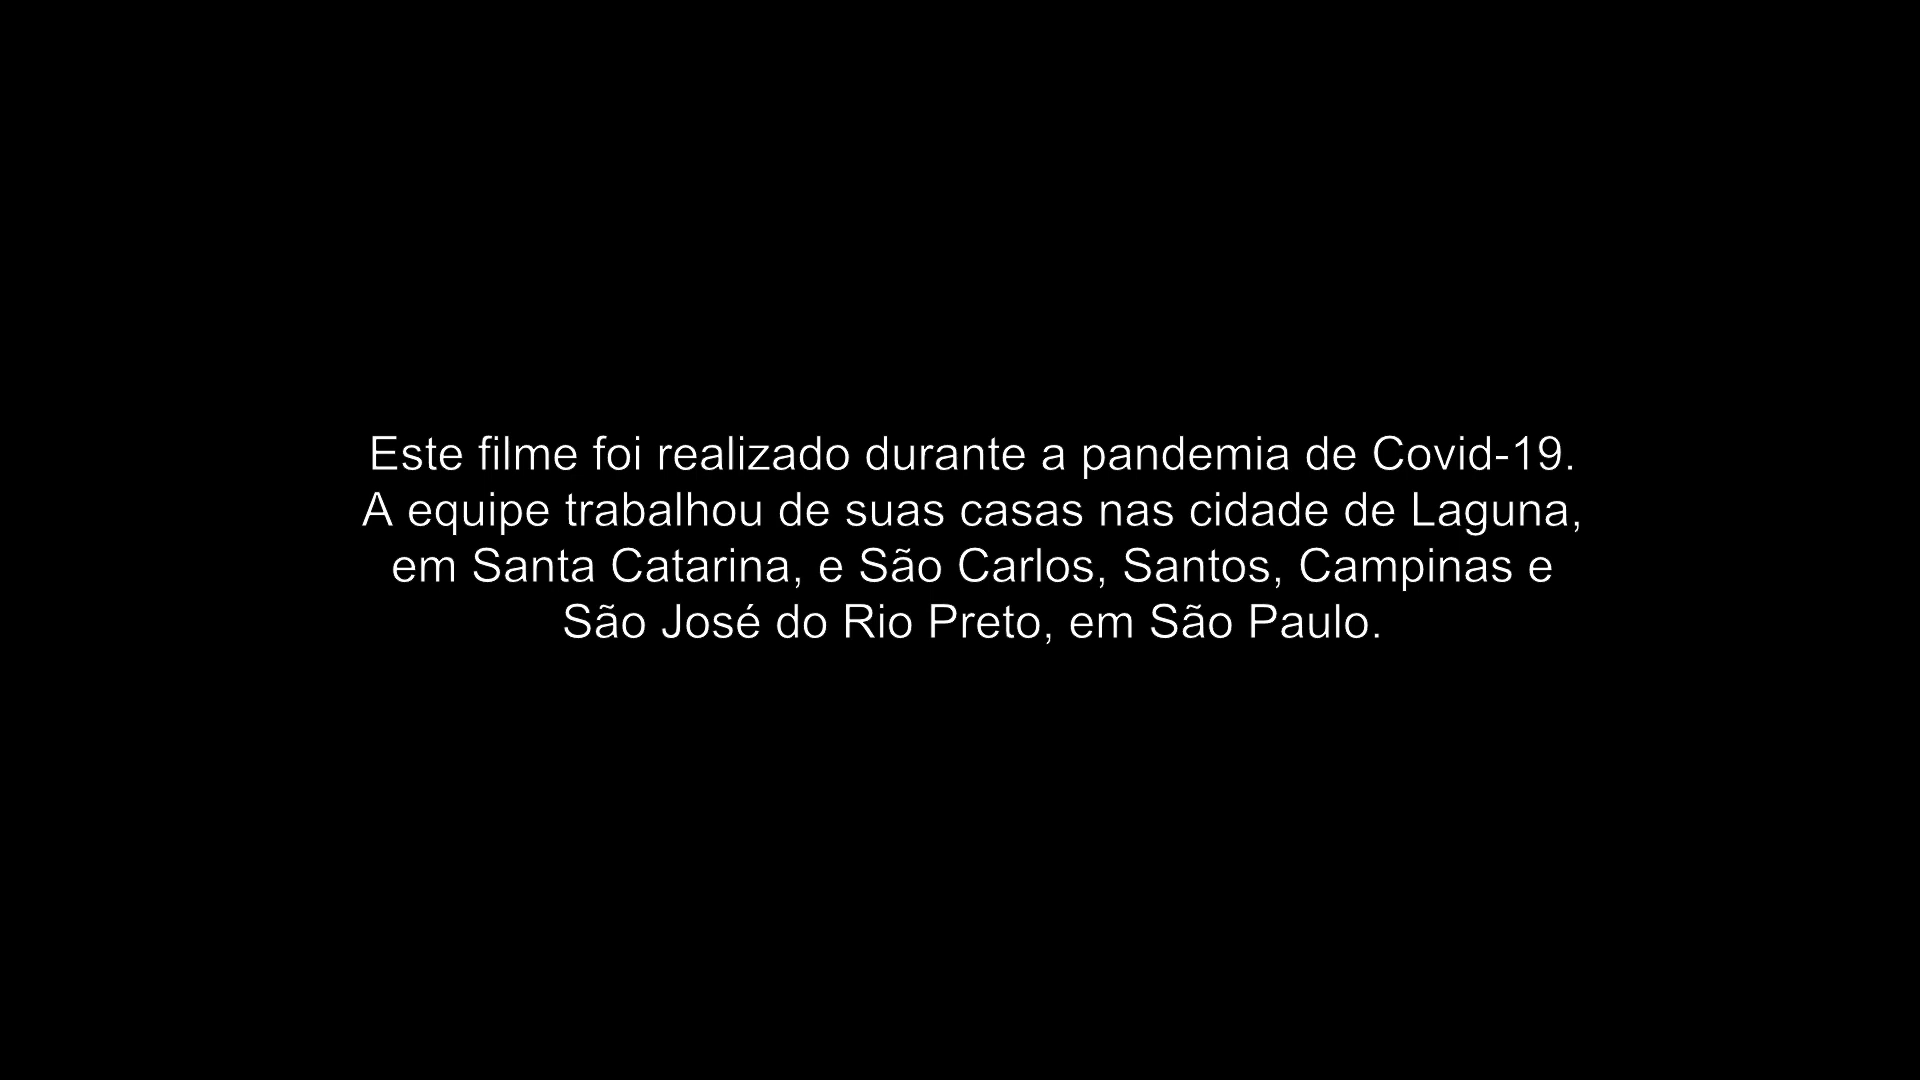 Este filme foi realizado durante a pandemia de Covid-19.
A equipe trabalhou de suas casas nas cidade de Laguna,
em Santa Catarina, e São Carlos, Santos, Campinas e
São José do Rio Preto, em São Paulo.